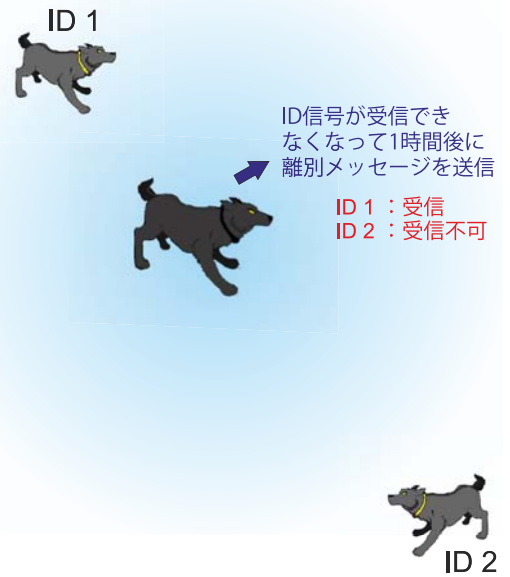 ID 1
ID信号が受信でき
なくなって1時間後に
離別メッセージを送信
ID 1 ：受信
ID 2 ：受信不可
ID 2